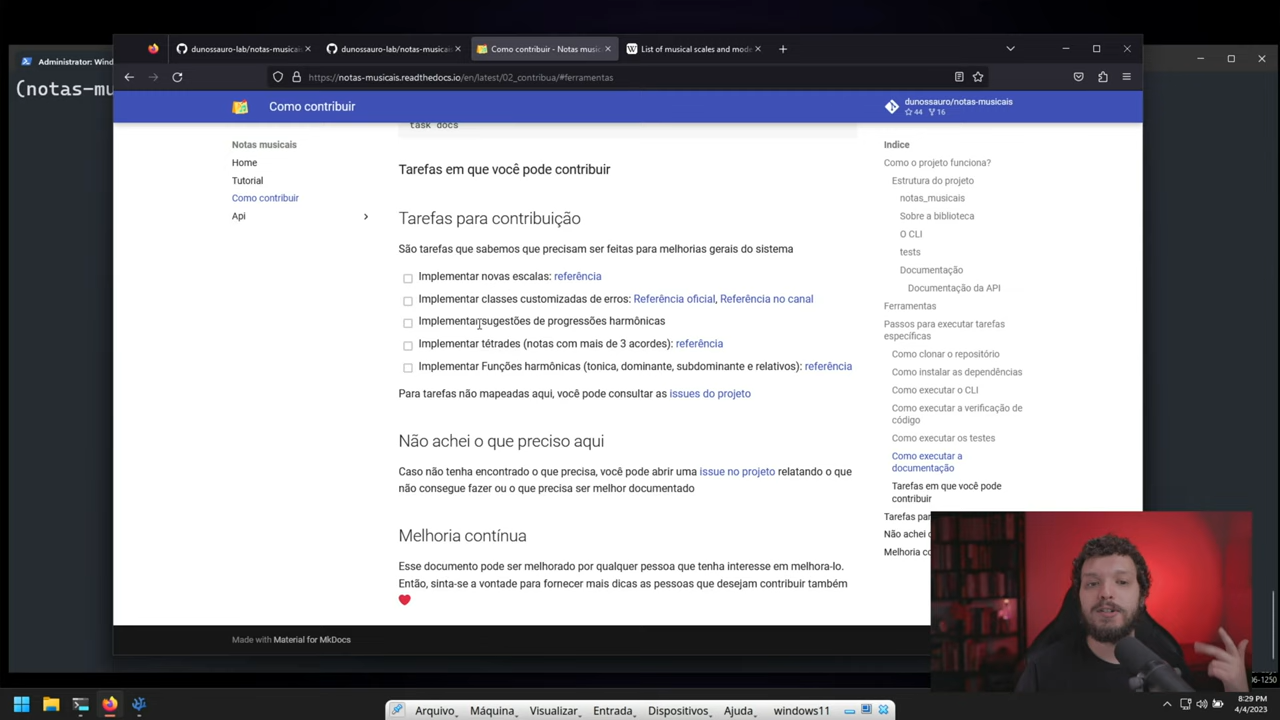 Administrator: Wind
(notas-mu
dunossauro-lab/notas-musicai
dunossauro-lab/notas-musicai
Como contribuir - Notas music
List of musical scales and mode
https://notas-musicais.readthedocs.io/en/latest/02_contribua/#ferramentas
Como contribuir
dunossauro/notas-musicais
44 16
task docs
Notas musicais
Home
Tutorial
Como contribuir
Api
Tarefas em que você pode contribuir
Tarefas para contribuição
São tarefas que sabemos que precisam ser feitas para melhorias gerais do sistema
Implementar novas escalas: referência
Implementar classes customizadas de erros: Referência oficial, Referência no canal
Implementar sugestões de progressões harmônicas
Implementar tétrades (notas com mais de 3 acordes): referência
Implementar Funções harmônicas (tonica, dominante, subdominante e relativos): referência
Para tarefas não mapeadas aqui, você pode consultar as issues do projeto
Não achei o que preciso aqui
Caso não tenha encontrado o que precisa, você pode abrir uma issue no projeto relatando o que
não consegue fazer ou o que precisa ser melhor documentado
Melhoria contínua
Esse documento pode ser melhorado por qualquer pessoa que tenha interesse em melhora-lo.
Então, sinta-se a vontade para fornecer mais dicas as pessoas que desejam contribuir também
Indice
Como o projeto funciona?
Estrutura do projeto
notas_musicais
Sobre a biblioteca
O CLI
tests
Documentação
Documentação da API
Ferramentas
Passos para executar tarefas
específicas
Como clonar o repositório
Como instalar as dependências
Como executar o CLI
Como executar a verificação de
código
Como executar os testes
Como executar a
documentação
Tarefas em que você pode
contribuir
Tarefas par
Não achei o
Melhoria co
Made with Material for MkDocs
06-1250
8:29 PM
4/4/2023
Arquivo Máquina Visualizar Entrada Dispositivos Ajuda windows11